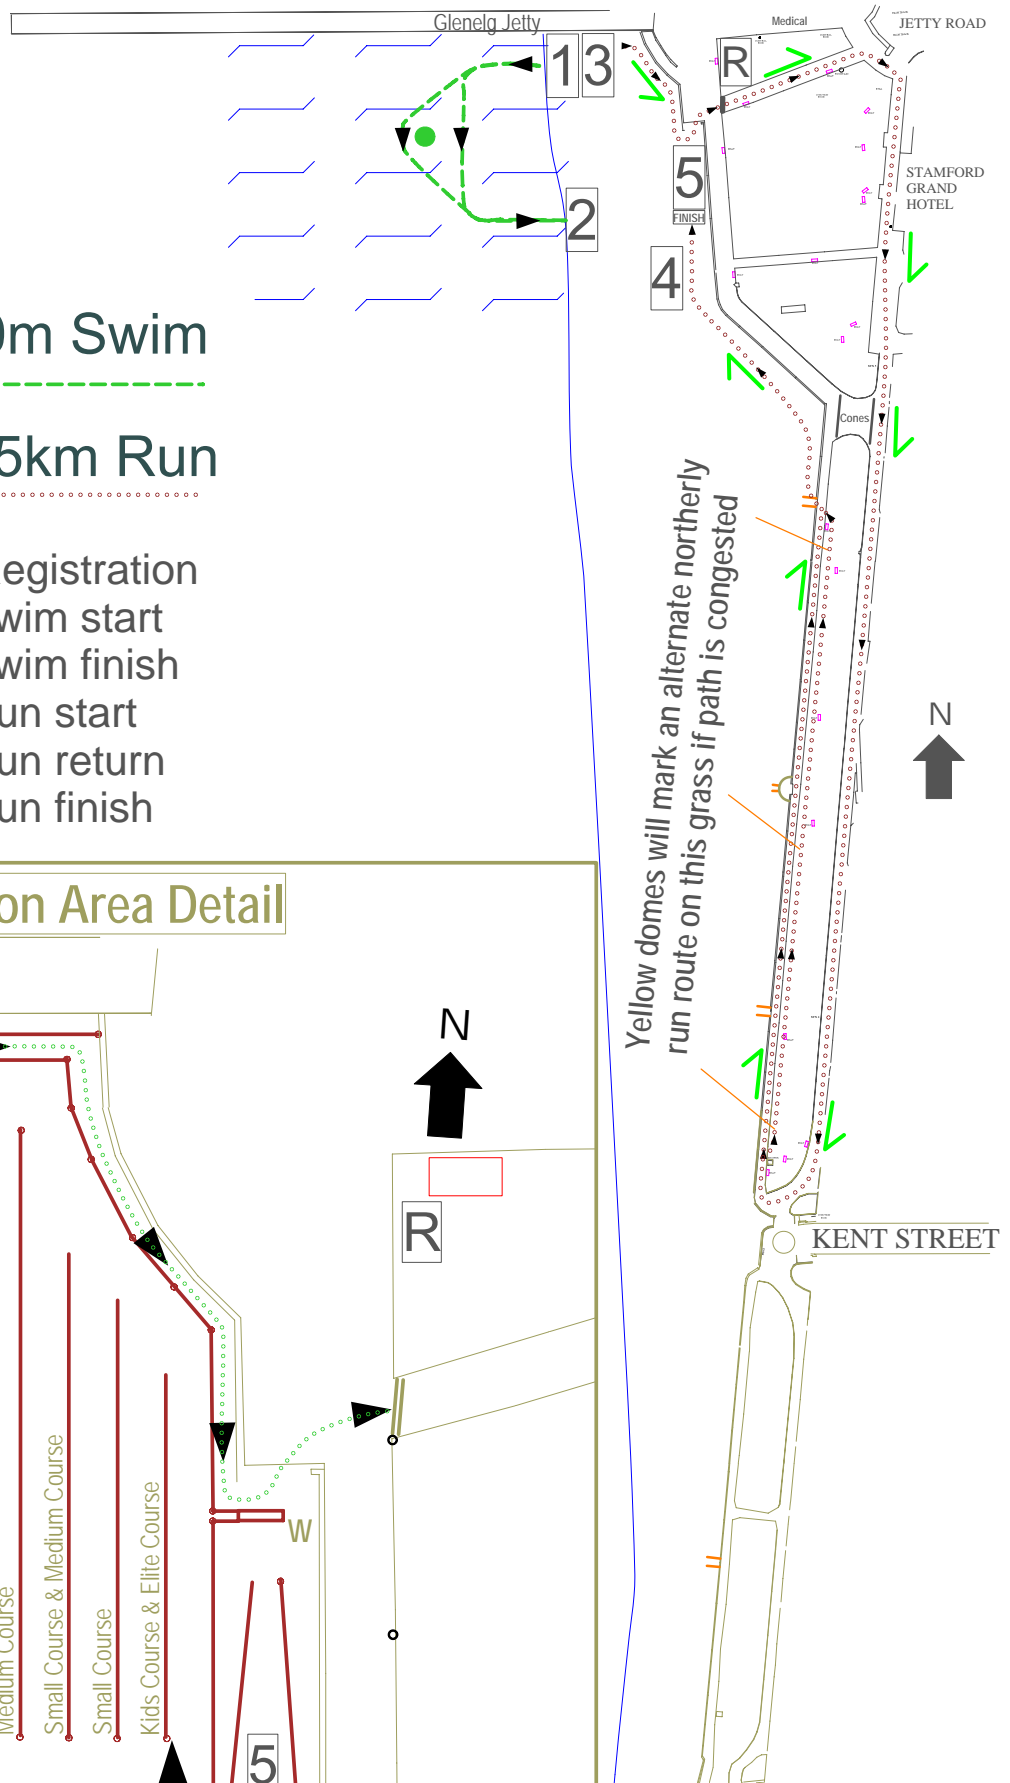 Glenelg Jetty
Medical
JETTY ROAD
1
3
R
5
FINISH
STAMFORD
GRAND
HOTEL
2
4
0m Swim
5km Run
Cones
egistration
wim start
wim finish
un start
un return
un finish
Yellow domes will mark an alternate northerly
run route on this grass if path is congested
N
on Area Detail
N
R
KENT STREET
W
Medium Course
Small Course & Medium Course
Small Course
Kids Course & Elite Course
5